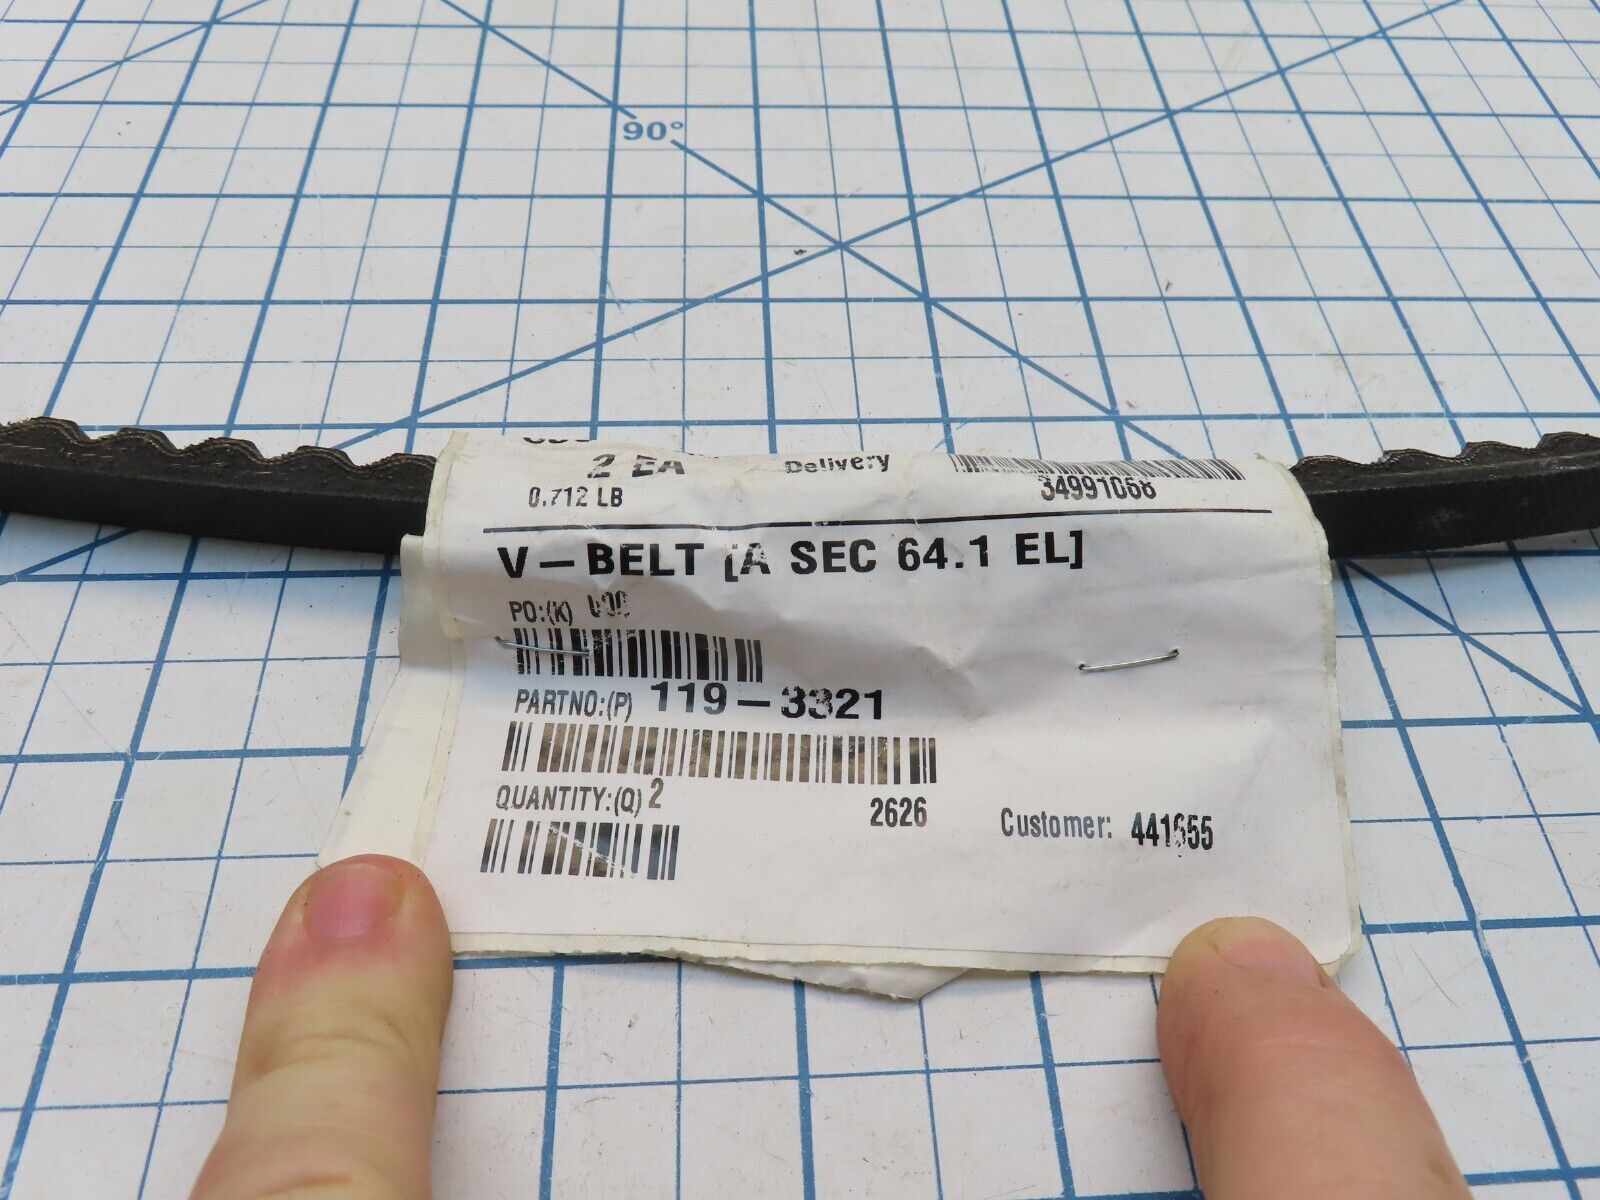 90°
2 EA Delivery
0.712 LB 34991068
V-BELT [A SEC 64.1 EL]
PO:(K)
PARTNO:(P) 119-3321
QUANTITY:(Q) 2
2626 Customer: 441655